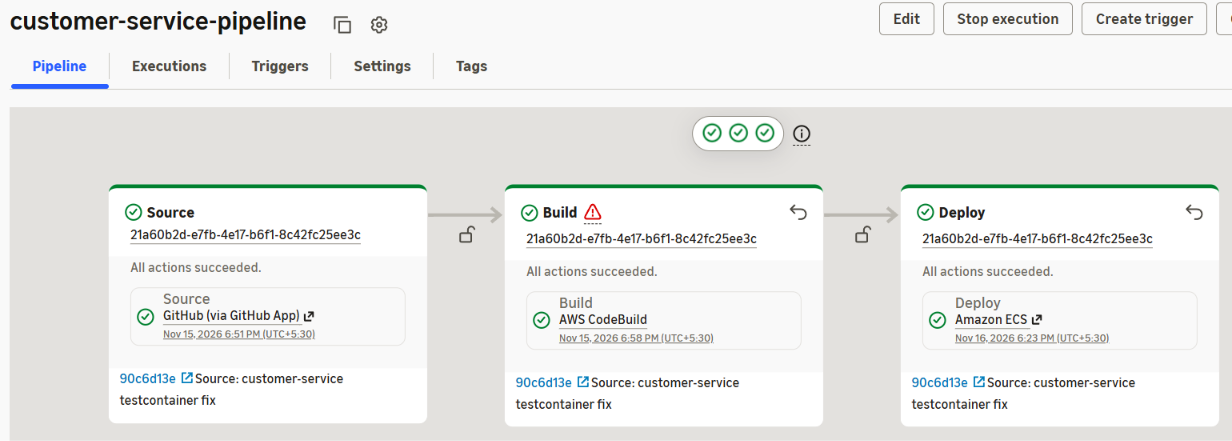 customer-service-pipeline
Edit
Stop execution
Create trigger
Pipeline
Executions
Triggers
Settings
Tags
Source
21a60b2d-e7fb-4e17-b6f1-8c42fc25ee3c
All actions succeeded.
Source
GitHub (via GitHub App)
Nov 15, 2026 6:51 PM (UTC+5:30)
90c6d13e Source: customer-service
testcontainer fix
Build
21a60b2d-e7fb-4e17-b6f1-8c42fc25ee3c
All actions succeeded.
Build
AWS CodeBuild
Nov 15, 2026 6:58 PM (UTC+5:30)
90c6d13e Source: customer-service
testcontainer fix
Deploy
21a60b2d-e7fb-4e17-b6f1-8c42fc25ee3c
All actions succeeded.
Deploy
Amazon ECS
Nov 16, 2026 6:23 PM (UTC+5:30)
90c6d13e Source: customer-service
testcontainer fix